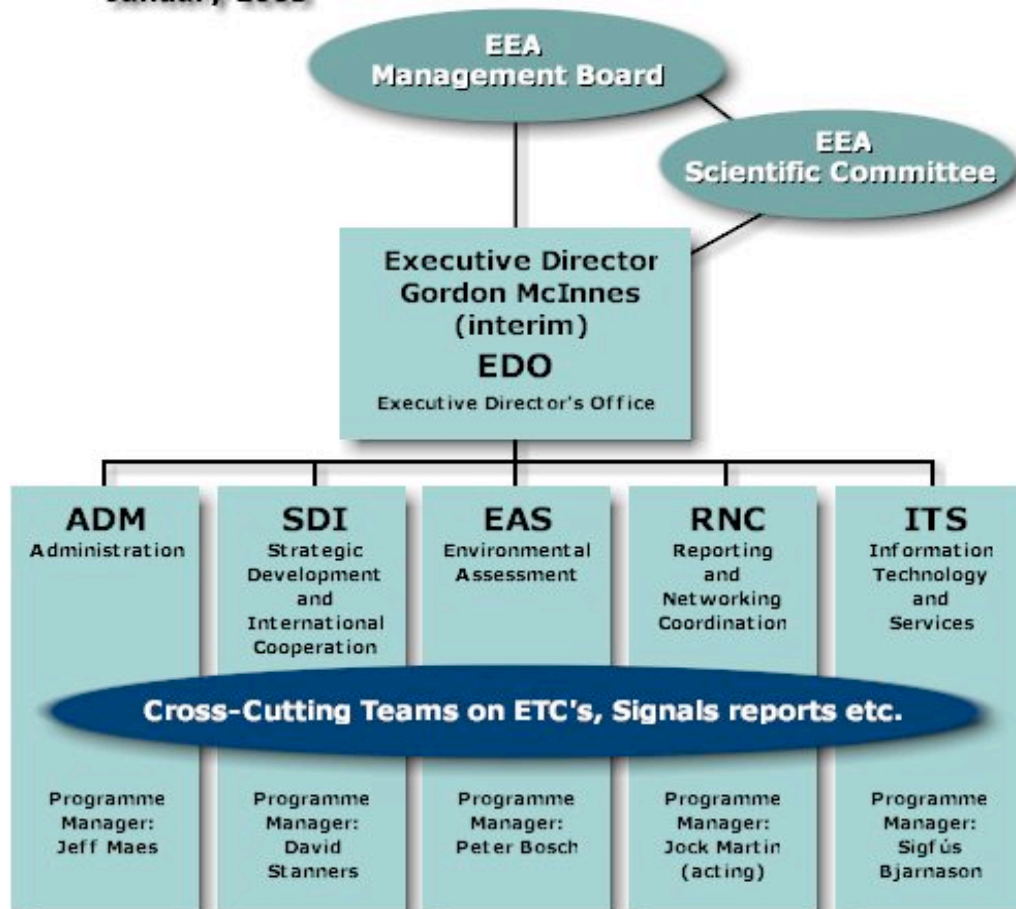 EEA
Management Board
EEA
Scientific Committee
Executive Director
Gordon McInnes
(interim)
EDO
Executive Director's Office
ADM
Administration
SDI
Strategic
Development
and
International
Cooperation
EAS
Environmental
Assessment
RNC
Reporting
and
Networking
Coordination
ITS
Information
Technology
and
Services
Cross-Cutting Teams on ETC's, Signals reports etc.
Programme
Manager:
Jeff Maes
Programme
Manager:
David
Stanners
Programme
Manager:
Peter Bosch
Programme
Manager:
Jock Martin
(acting)
Programme
Manager:
Sigfús
Bjarnason